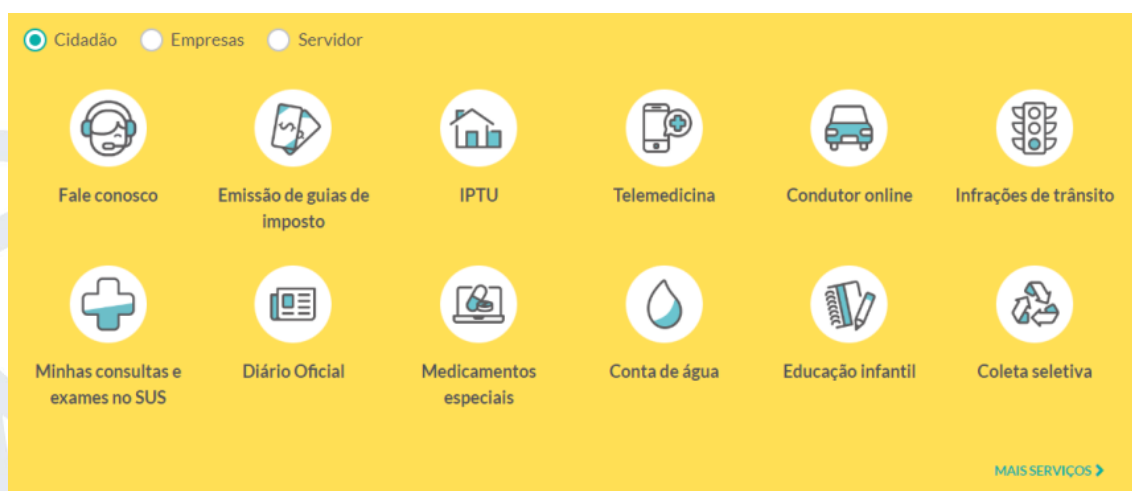 Cidadão Empresas Servidor
Fale conosco
Emissão de guias de
imposto
IPTU
Telemedicina
Condutor online
Infrações de trânsito
Minhas consultas e
exames no SUS
Diário Oficial
Medicamentos
especiais
Conta de água
Educação infantil
Coleta seletiva
MAIS SERVIÇOS